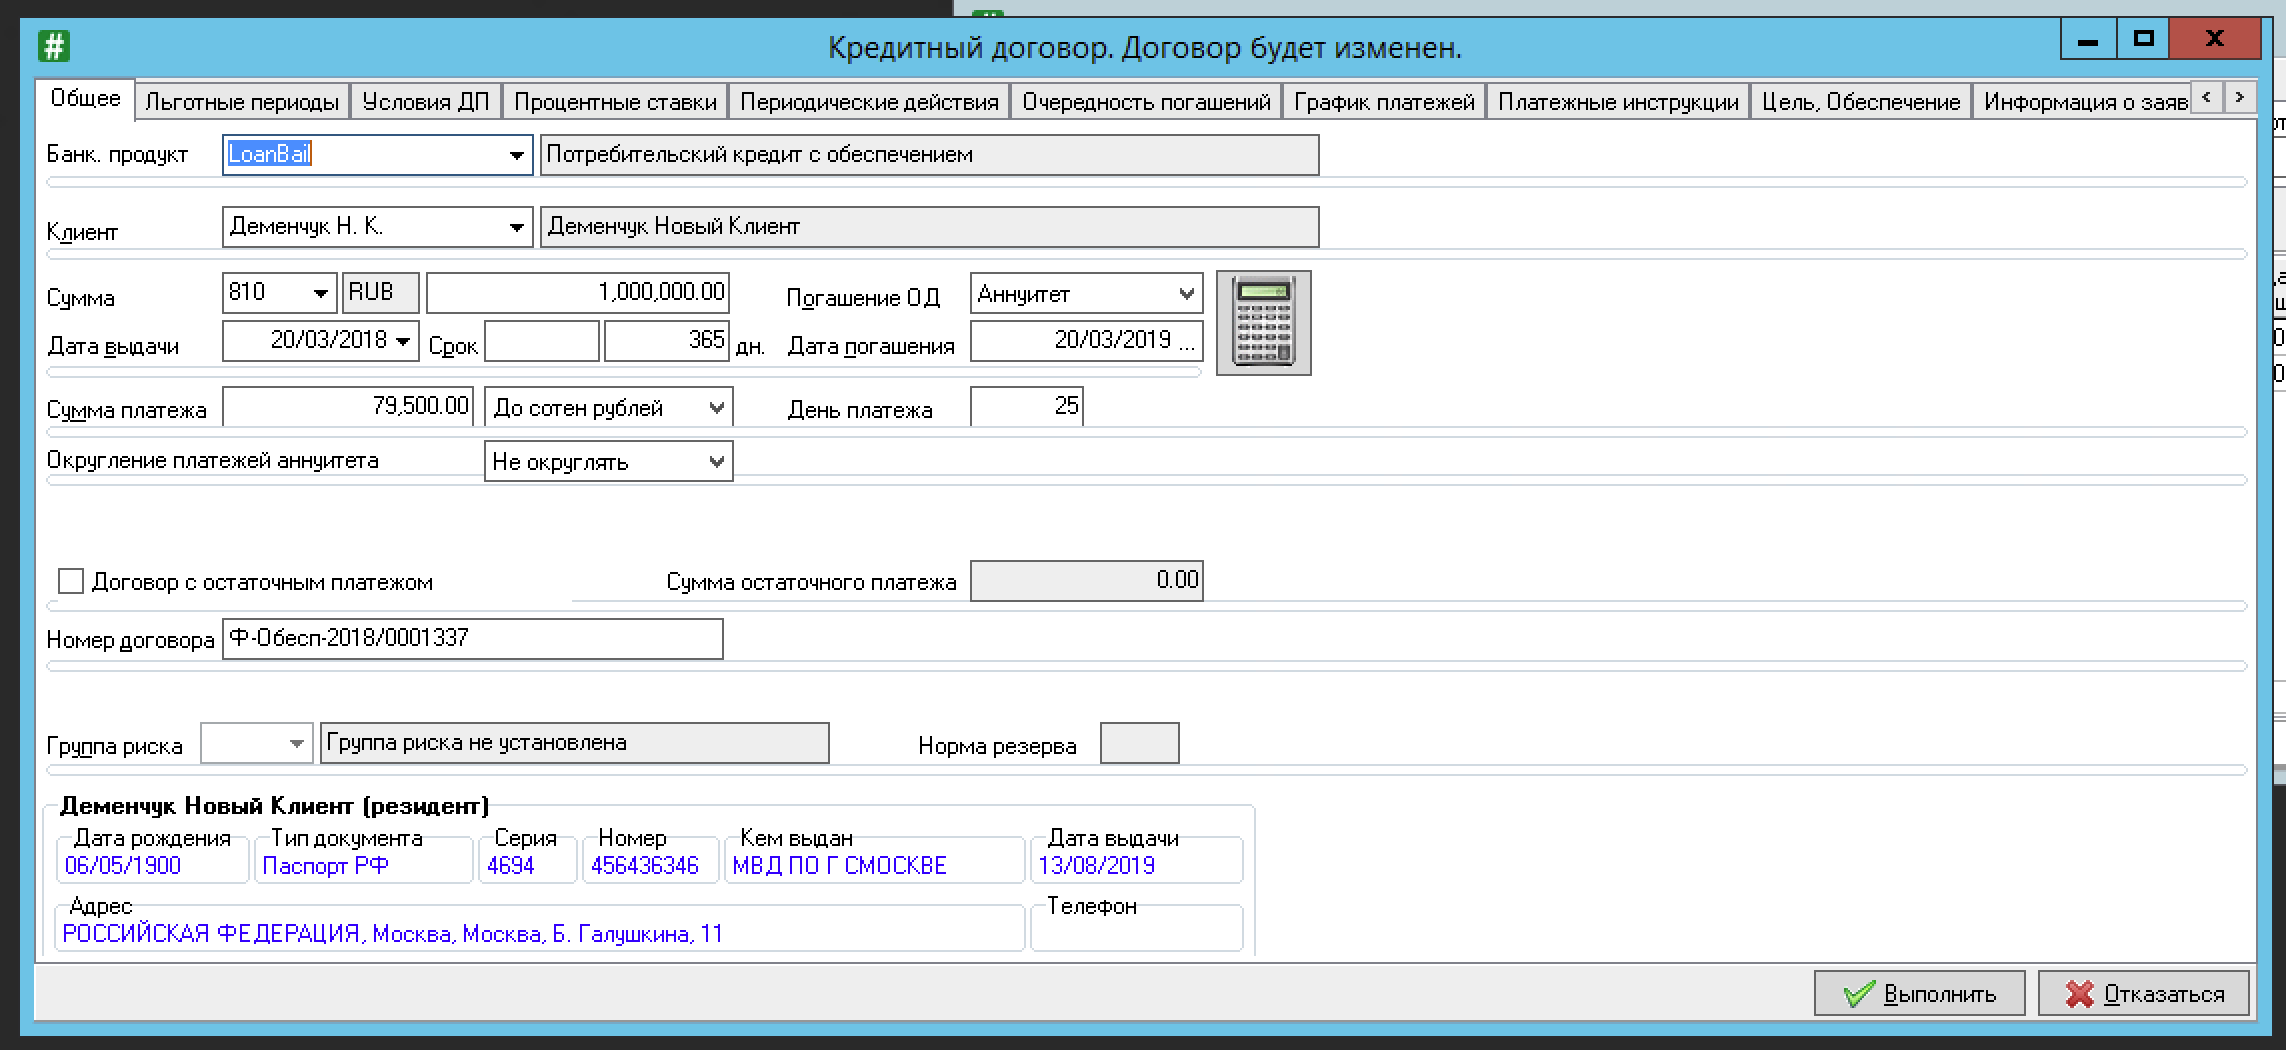 Кредитный договор. Договор будет изменен.
Общее Льготные периоды Условия ДП Процентные ставки Периодические действия Очередность погашений График платежей Платежные инструкции Цель, Обеспечение Информация о заяв
Банк. продукт LoanBail Потребительский кредит с обеспечением
Клиент Деменчук Н. К. Деменчук Новый Клиент
Сумма 810 RUB 1,000,000.00 Погашение ОД Аннуитет
Дата выдачи 20/03/2018 Срок 365 дн. Дата погашения 20/03/2019 ...
Сумма платежа 79,500.00 До сотен рублей День платежа 25
Округление платежей аннуитета Не округлять
Договор с остаточным платежом Сумма остаточного платежа 0.00
Номер договора Ф-Обесп-2018/0001337
Группа риска Группа риска не установлена Норма резерва
Деменчук Новый Клиент (резидент)
Дата рождения Тип документа Серия Номер Кем выдан Дата выдачи
06/05/1900 Паспорт РФ 4694 456436346 МВД ПО Г СМОСКВЕ 13/08/2019
Адрес Телефон
РОССИЙСКАЯ ФЕДЕРАЦИЯ, Москва, Москва, Б. Галушкина, 11
Выполнить Отказаться